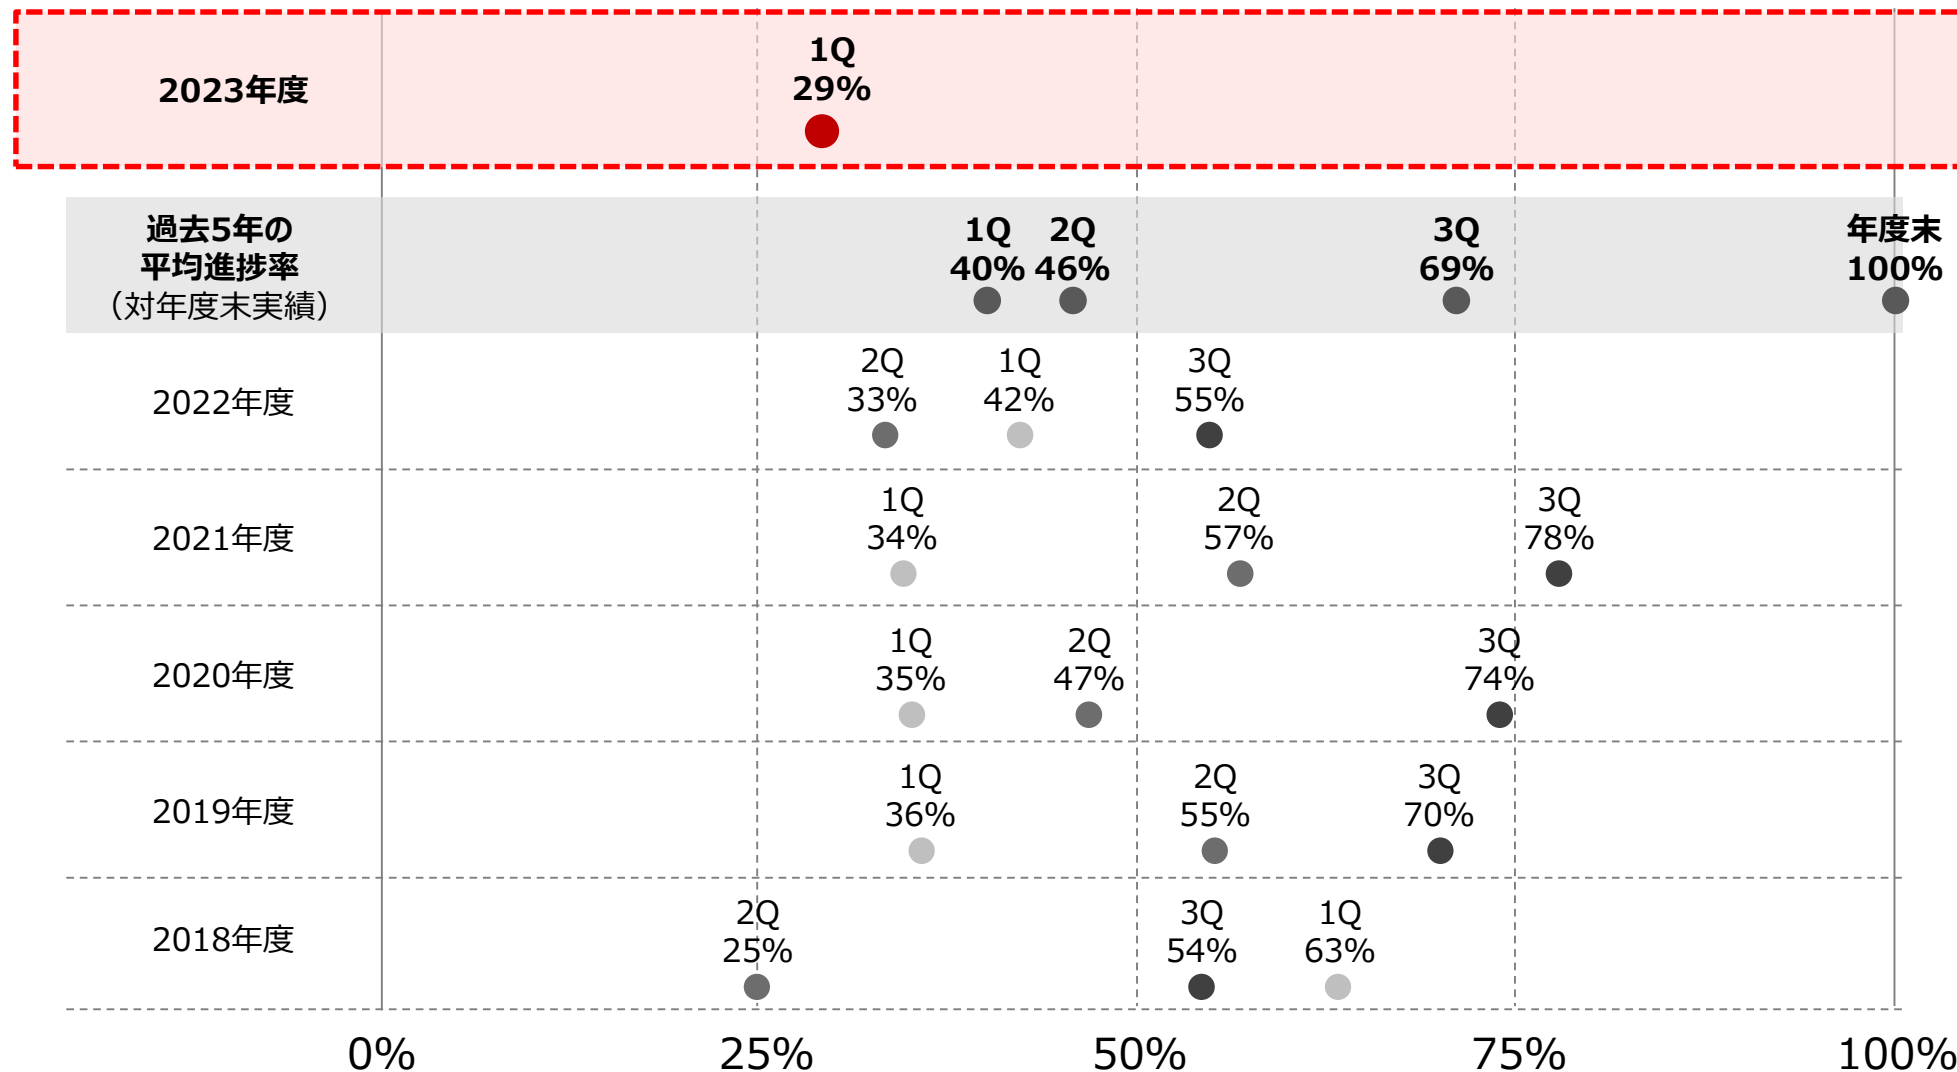 2023年度
1Q
29%
過去5年の
平均進捗率
（対年度末実績）
1Q
40%
2Q
46%
3Q
69%
年度末
100%
2022年度
2Q
33%
1Q
42%
3Q
55%
2021年度
1Q
34%
2Q
57%
3Q
78%
2020年度
1Q
35%
2Q
47%
3Q
74%
2019年度
1Q
36%
2Q
55%
3Q
70%
2018年度
2Q
25%
3Q
54%
1Q
63%
0% 25% 50% 75% 100%